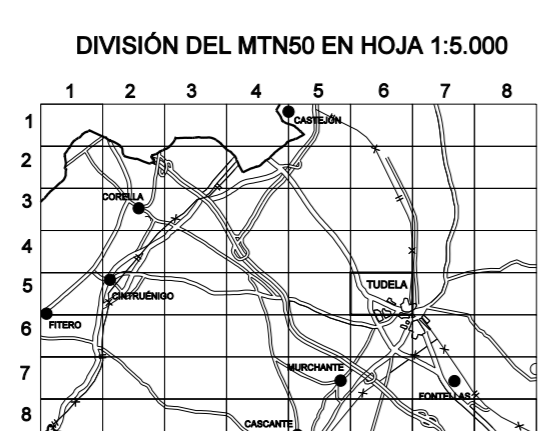 DIVISIÓN DEL MTN50 EN HOJA 1:5.000
1 2 3 4 5 6 7 8
1
CASTEJÓN
2
3
CORELLA
4
5
TUDELA
CINTRUÉNIGO
6
FITERO
7
MURCHANTE
FONTELLAS
8
CASCANTE